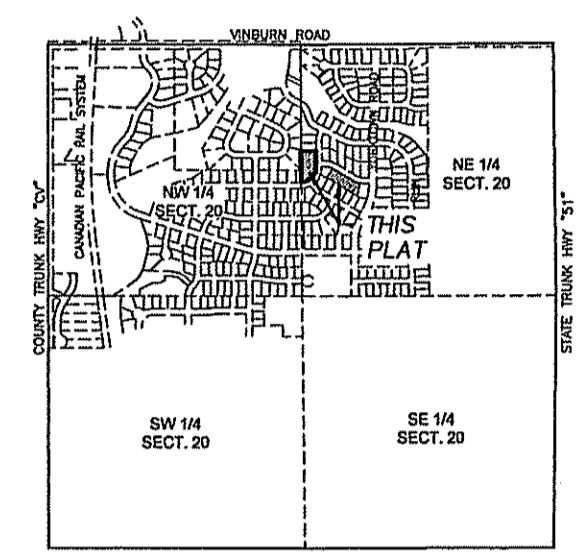 VINBURN ROAD
COUNTY TRUNK HWY "CV"
CANADIAN PACIFIC RAIL SYSTEM
NW 1/4
SECT. 20
ROAD
NE 1/4
SECT. 20
THIS
PLAT
STATE TRUNK HWY "51"
SW 1/4
SECT. 20
SE 1/4
SECT. 20